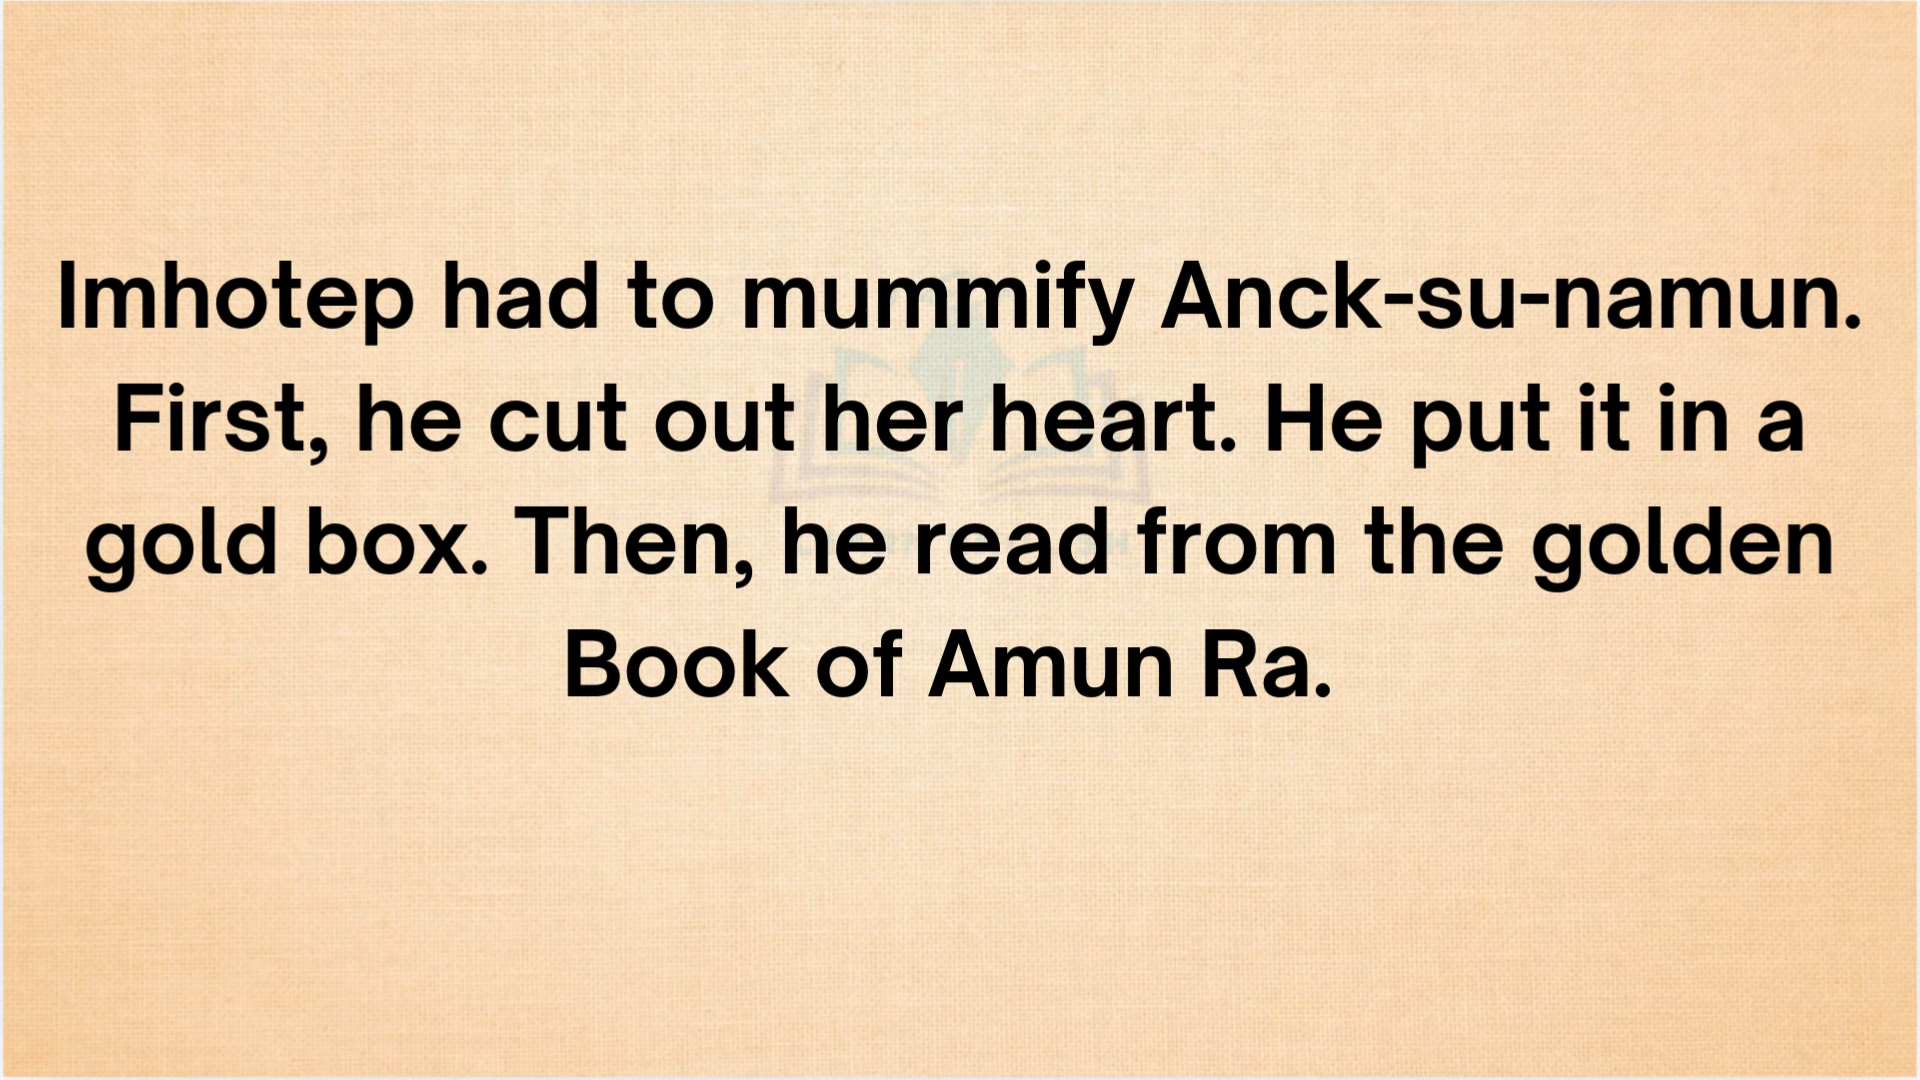 Imhotep had to mummify Anck-su-namun.
First, he cut out her heart. He put it in a
gold box. Then, he read from the golden
Book of Amun Ra.